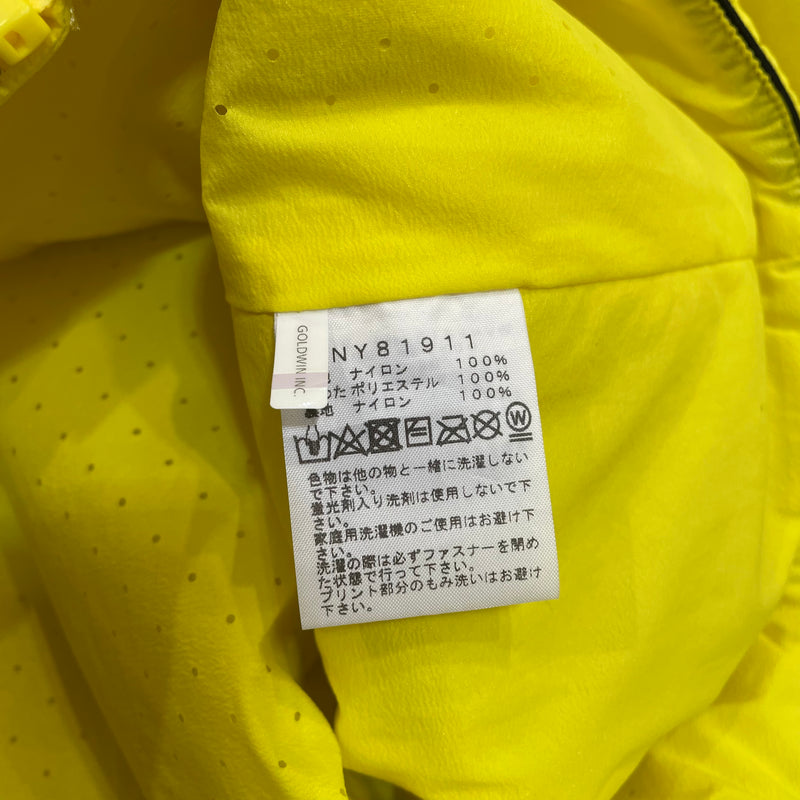 GOLDWIN INC.
NY81911
ナイロン 100%
わた ポリエステル 100%
裏地 ナイロン 100%
W
色物は他の物と一緒に洗濯しない
で下さい。
蛍光剤入り洗剤は使用しないで下
さい。
家庭用洗濯機のご使用はお避け下
さい。
洗濯の際は必ずファスナーを閉め
た状態で行って下さい。
プリント部分のもみ洗いはお避け
下さい。